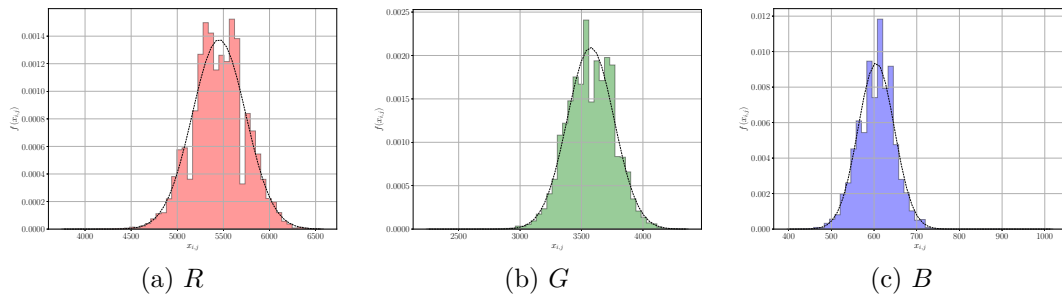 0.0014
0.0012
0.0010
0.0008
0.0006
0.0004
0.0002
0.0000
f(x_{i,j})
4000 4500 5000 5500 6000 6500
x_{i,j}
(a) R
0.0025
0.0020
0.0015
0.0010
0.0005
0.0000
f(x_{i,j})
2500 3000 3500 4000
x_{i,j}
(b) G
0.012
0.010
0.008
0.006
0.004
0.002
0.000
f(x_{i,j})
400 500 600 700 800 900 1000
x_{i,j}
(c) B